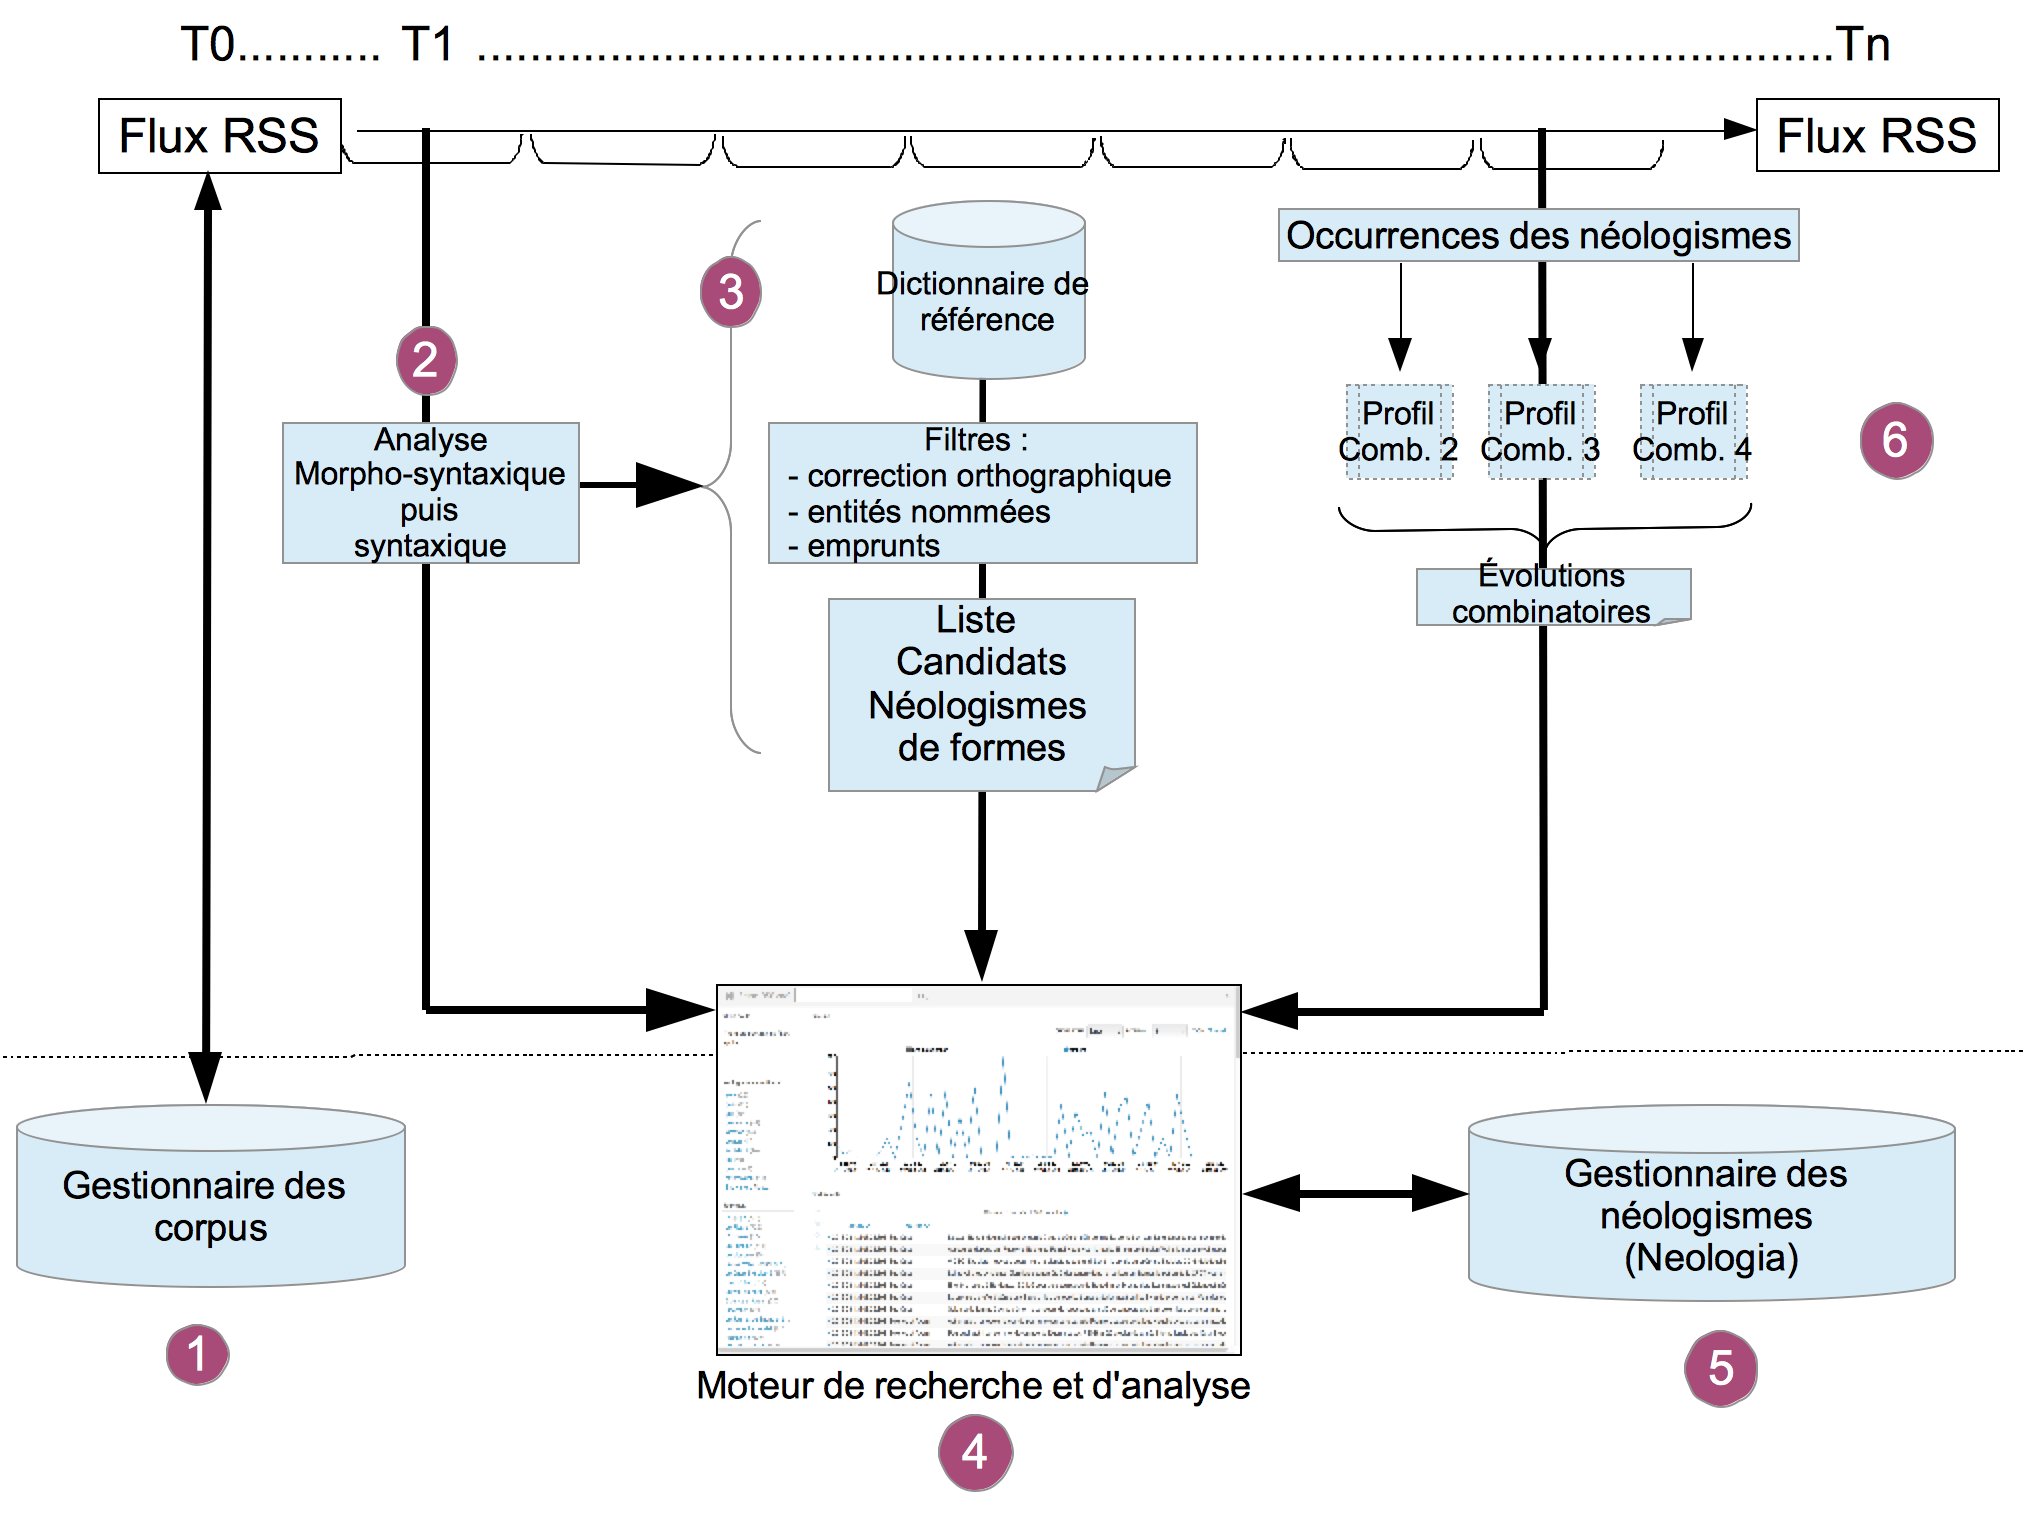 T0........... T1 ......................................................................................Tn
Flux RSS
Flux RSS
Occurrences des néologismes
Dictionnaire de
référence
3
2
Profil
Comb. 2
Profil
Comb. 3
Profil
Comb. 4
6
Analyse
Morpho-syntaxique
puis
syntaxique
Filtres :
- correction orthographique
- entités nommées
- emprunts
Évolutions
combinatoires
Liste
Candidats
Néologismes
de formes
Gestionnaire des
corpus
1
Gestionnaire des
néologismes
(Neologia)
5
Moteur de recherche et d'analyse
4